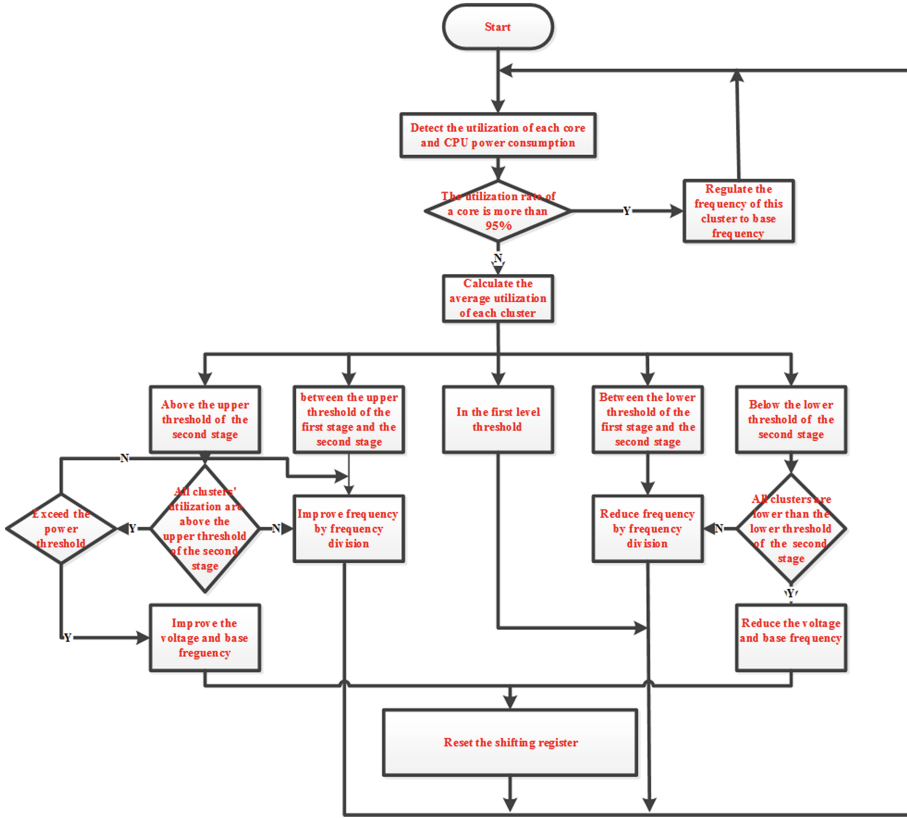 Start
Detect the utilization of each core
and CPU power consumption
The utilization rate of
a core is more than
95%
Y
Regulate the
frequency of this
cluster to base
frequency
N
Calculate the
average utilization
of each cluster
Above the upper
threshold of the
second stage
between the upper
threshold of the
first stage and the
second stage
In the first level
threshold
Between the lower
threshold of the
first stage and the
second stage
Below the lower
threshold of the
second stage
N
Exceed the
power
threshold
Y
All clusters'
utilization are
above the
upper threshold
of the second
stage
N
Improve frequency
by frequency
division
Reduce frequency
by frequency
division
N
All clusters are
lower than the
lower threshold
of the second
stage
Y
Y
Improve the
voltage and base
freguency
Reduce the voltage
and base frequency
Reset the shifting register